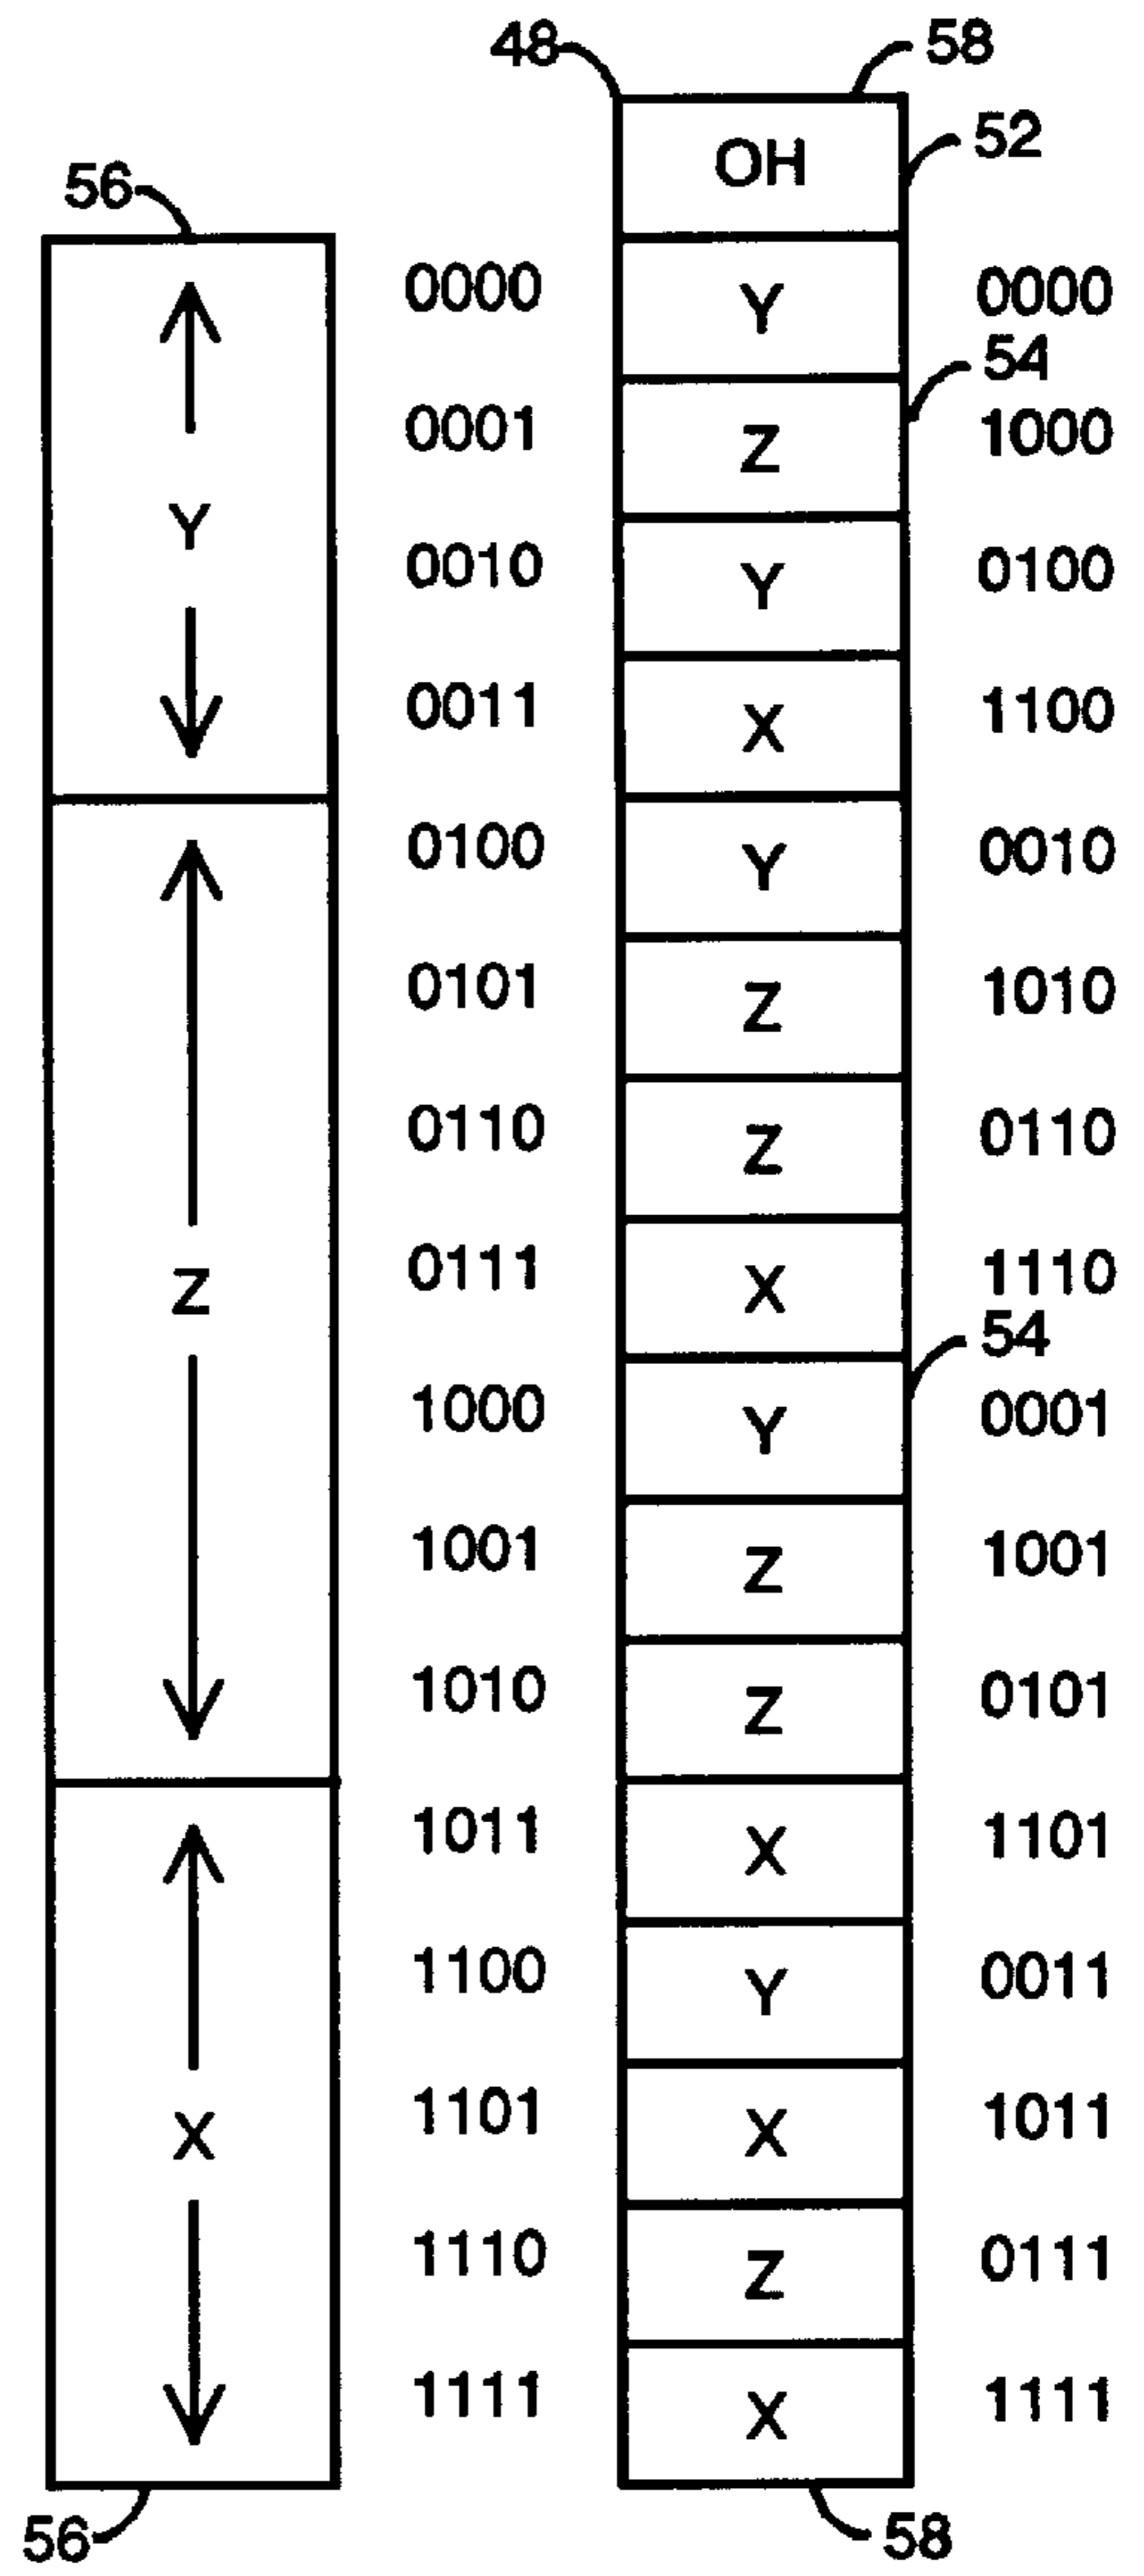 48 58
OH 52
56
0000 Y 0000
54
0001 Z 1000
Y
0010 Y 0100
0011 X 1100
0100 Y 0010
0101 Z 1010
0110 Z 0110
0111 X 1110
Z
54
1000 Y 0001
1001 Z 1001
1010 Z 0101
1011 X 1101
1100 Y 0011
X
1101 X 1011
1110 Z 0111
1111 X 1111
56 58